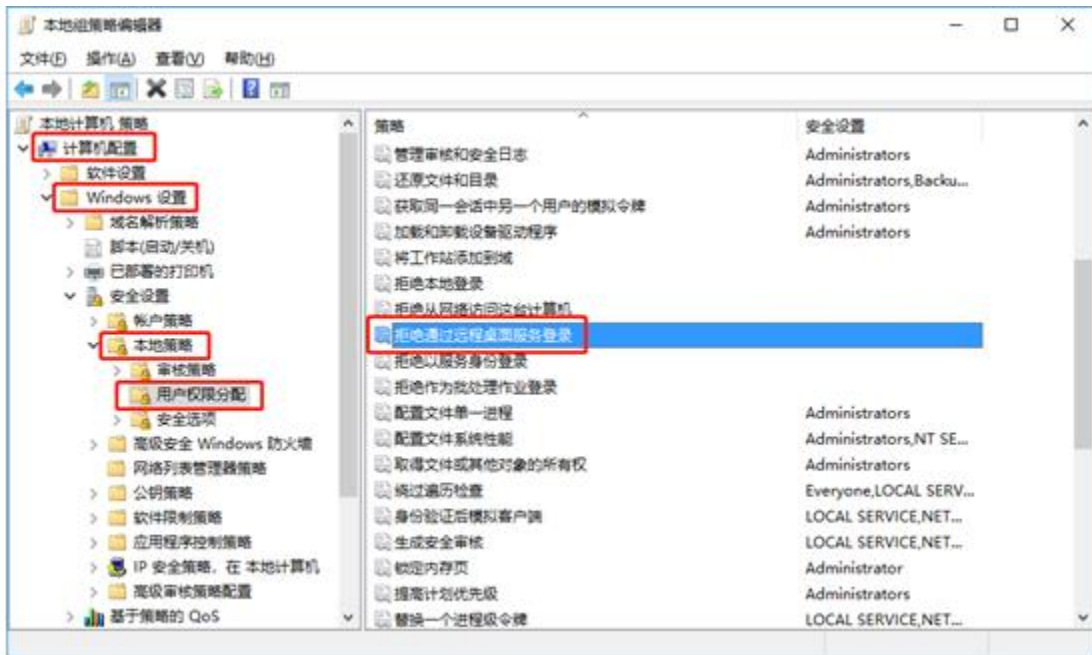 本地组策略编辑器
文件(F) 操作(A) 查看(V) 帮助(H)
本地计算机 策略
计算机配置
软件设置
Windows 设置
域名解析策略
脚本(启动/关机)
已部署的打印机
安全设置
帐户策略
本地策略
审核策略
用户权限分配
安全选项
高级安全 Windows 防火墙
网络列表管理器策略
公钥策略
软件限制策略
应用程序控制策略
IP 安全策略，在 本地计算机
高级审核策略配置
基于策略的 QoS
策略 安全设置
管理审核和安全日志 Administrators
还原文件和目录 Administrators,Backu...
获取同一会话中另一个用户的模拟令牌 Administrators
加载和卸载设备驱动程序 Administrators
将工作站添加到域
拒绝本地登录
拒绝从网络访问这台计算机
拒绝通过远程桌面服务登录
拒绝以服务身份登录
拒绝作为批处理作业登录
配置文件单一进程 Administrators
配置文件系统性能 Administrators,NT SE...
取得文件或其他对象的所有权 Administrators
绕过遍历检查 Everyone,LOCAL SERV...
身份验证后模拟客户端 LOCAL SERVICE,NET...
生成安全审核 LOCAL SERVICE,NET...
锁定内存页 Administrator
提高计划优先级 Administrators
替换一个进程级令牌 LOCAL SERVICE,NET...